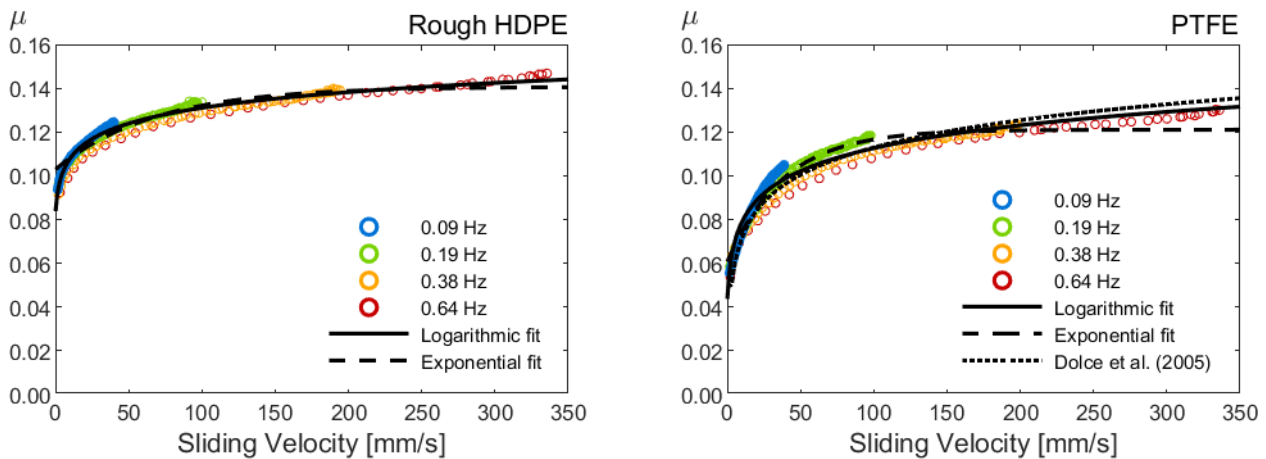 μ
Rough HDPE
0.16
0.14
0.12
0.10
0.08
0.06
0.04
0.02
0.00
0.09 Hz
0.19 Hz
0.38 Hz
0.64 Hz
Logarithmic fit
Exponential fit
0 50 100 150 200 250 300 350
Sliding Velocity [mm/s]
μ
PTFE
0.16
0.14
0.12
0.10
0.08
0.06
0.04
0.02
0.00
0.09 Hz
0.19 Hz
0.38 Hz
0.64 Hz
Logarithmic fit
Exponential fit
Dolce et al. (2005)
0 50 100 150 200 250 300 350
Sliding Velocity [mm/s]